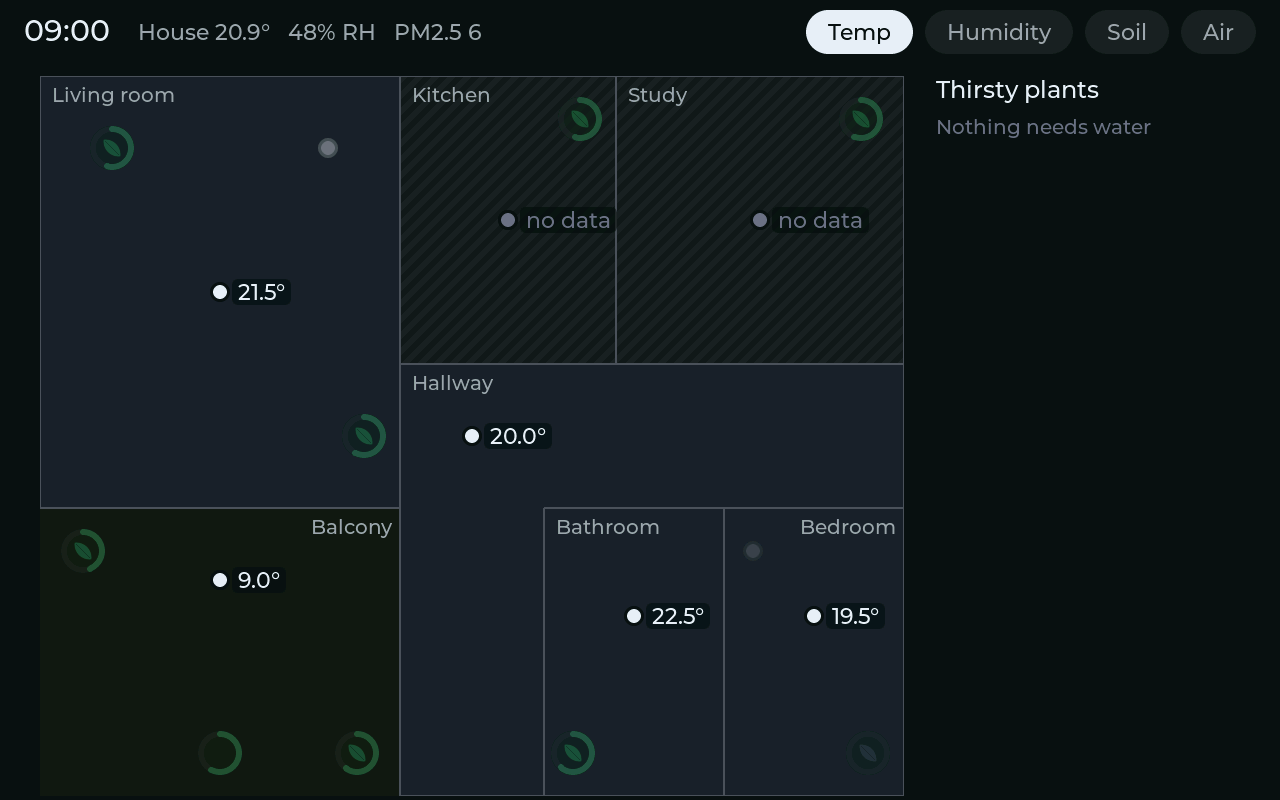 09:00 House 20.9° 48% RH PM2.5 6
Temp Humidity Soil Air
Living room
Kitchen
Study
Thirsty plants
Nothing needs water
no data
no data
21.5°
Hallway
20.0°
Balcony
Bathroom
Bedroom
9.0°
22.5°
19.5°